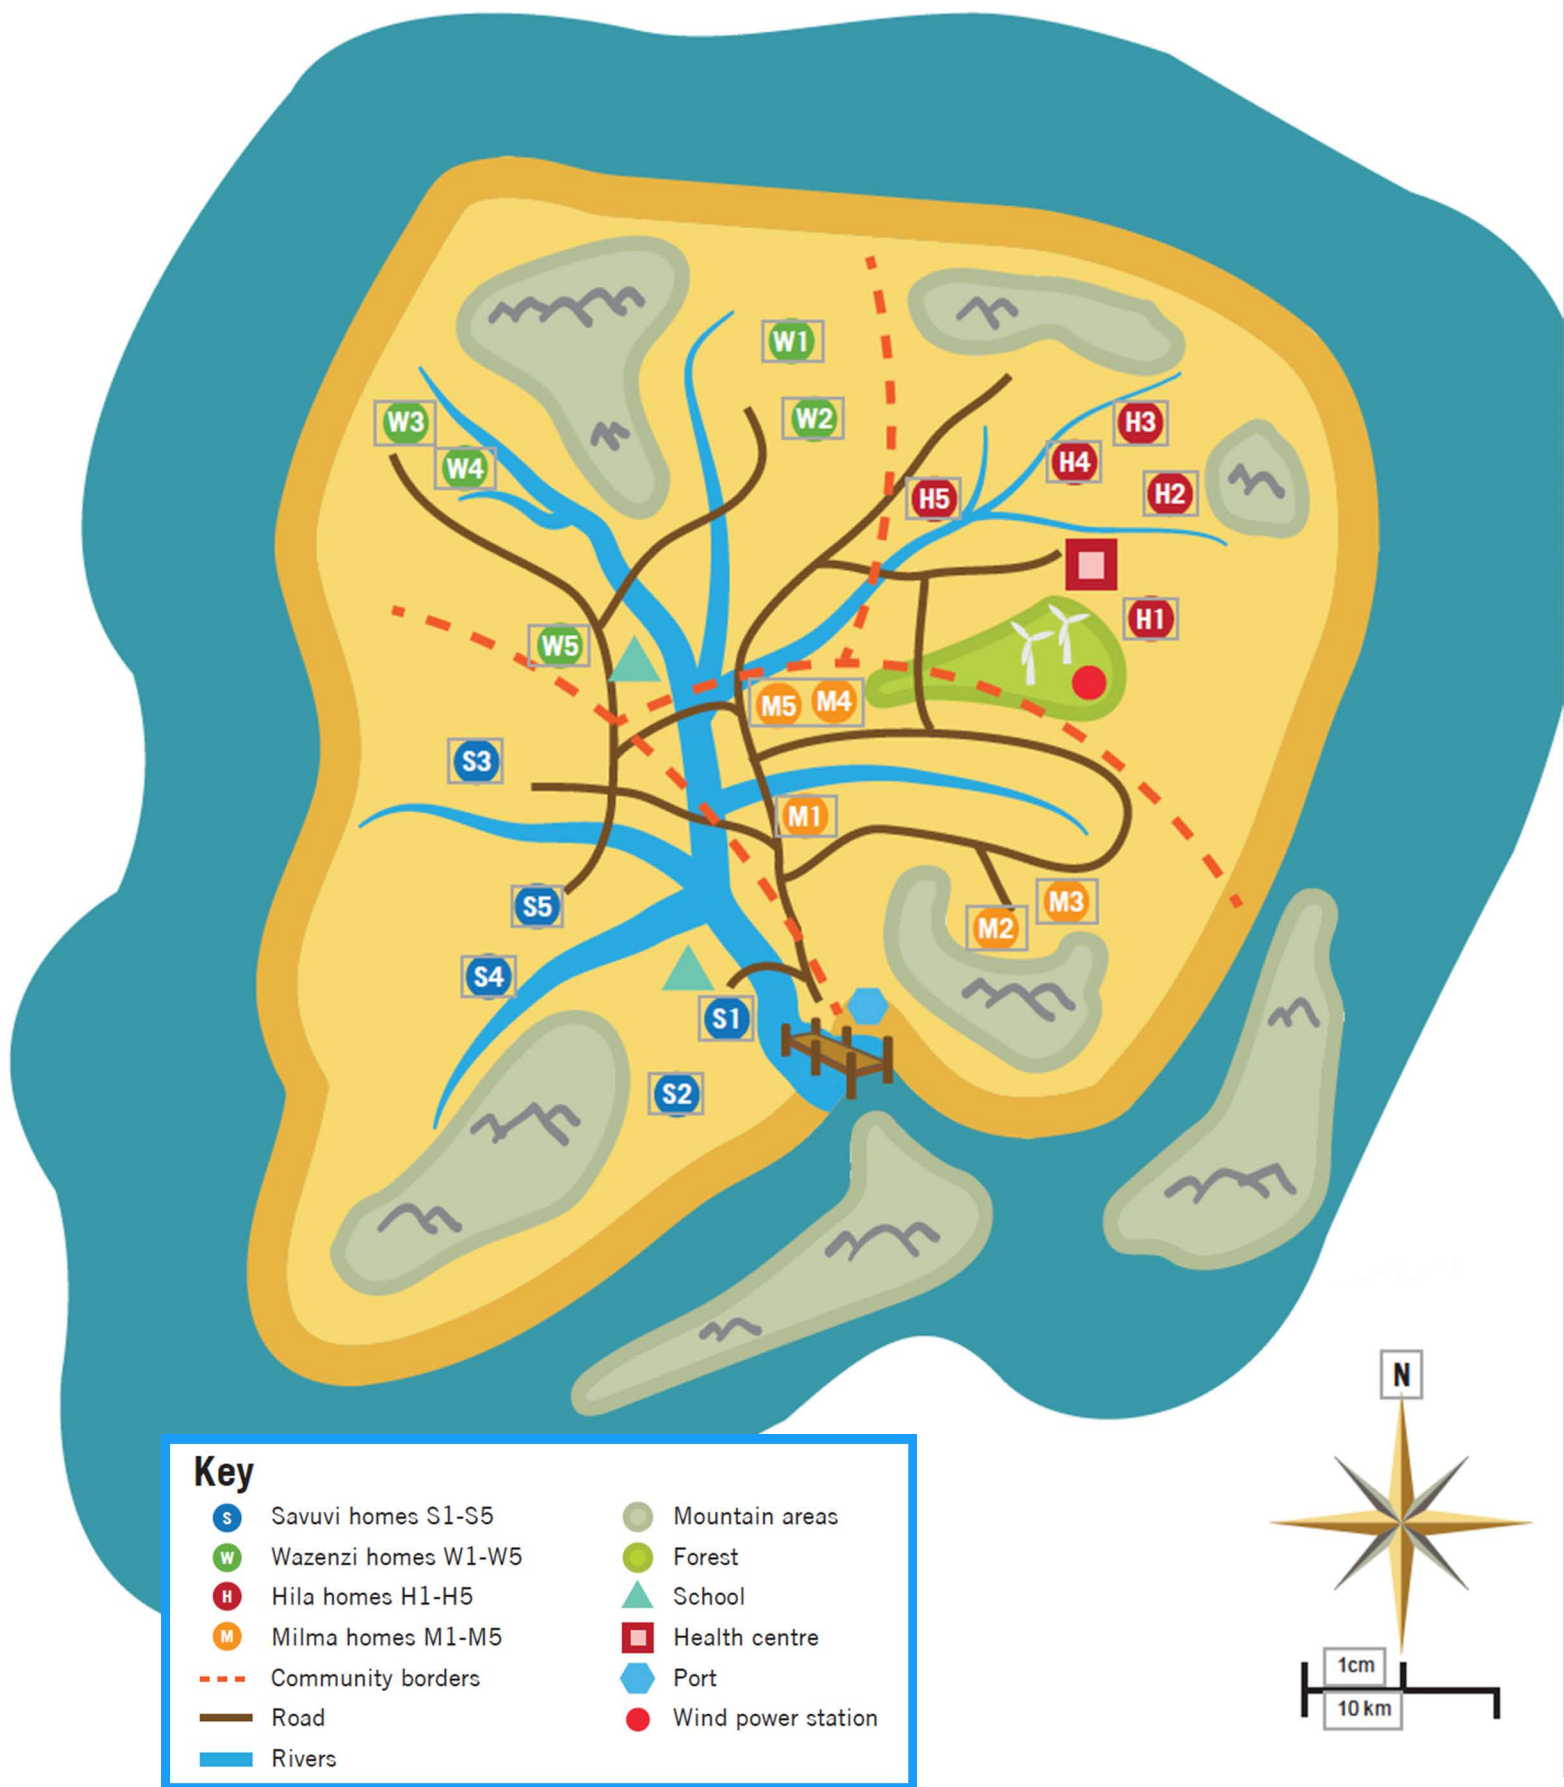 W1
W3
W2
H3
W4
H4
H5
H2
H1
W5
M5
M4
S3
M1
S5
M3
M2
S4
S1
S2
N
Key
S Savuvi homes S1-S5
W Wazenzi homes W1-W5
H Hila homes H1-H5
M Milma homes M1-M5
Community borders
Road
Rivers
Mountain areas
Forest
School
Health centre
Port
Wind power station
1cm
10 km